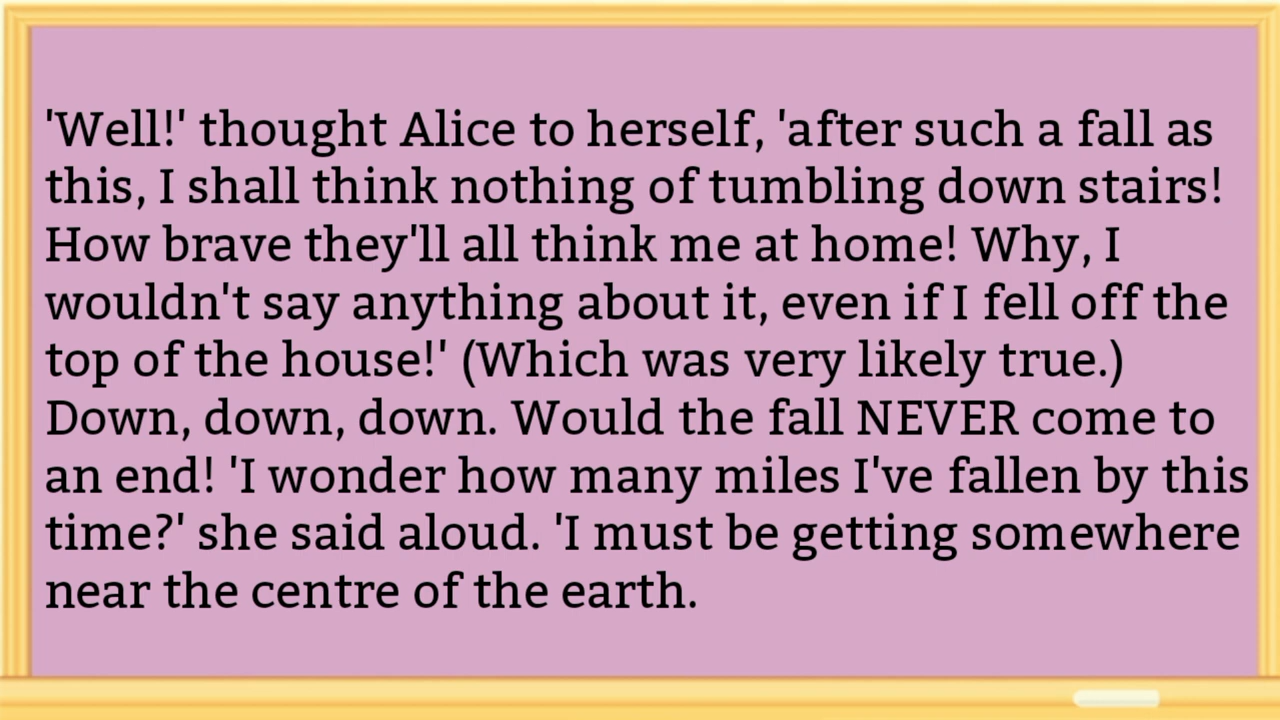 'Well!' thought Alice to herself, 'after such a fall as
this, I shall think nothing of tumbling down stairs!
How brave they'll all think me at home! Why, I
wouldn't say anything about it, even if I fell off the
top of the house!' (Which was very likely true.)
Down, down, down. Would the fall NEVER come to
an end! 'I wonder how many miles I've fallen by this
time?' she said aloud. 'I must be getting somewhere
near the centre of the earth.